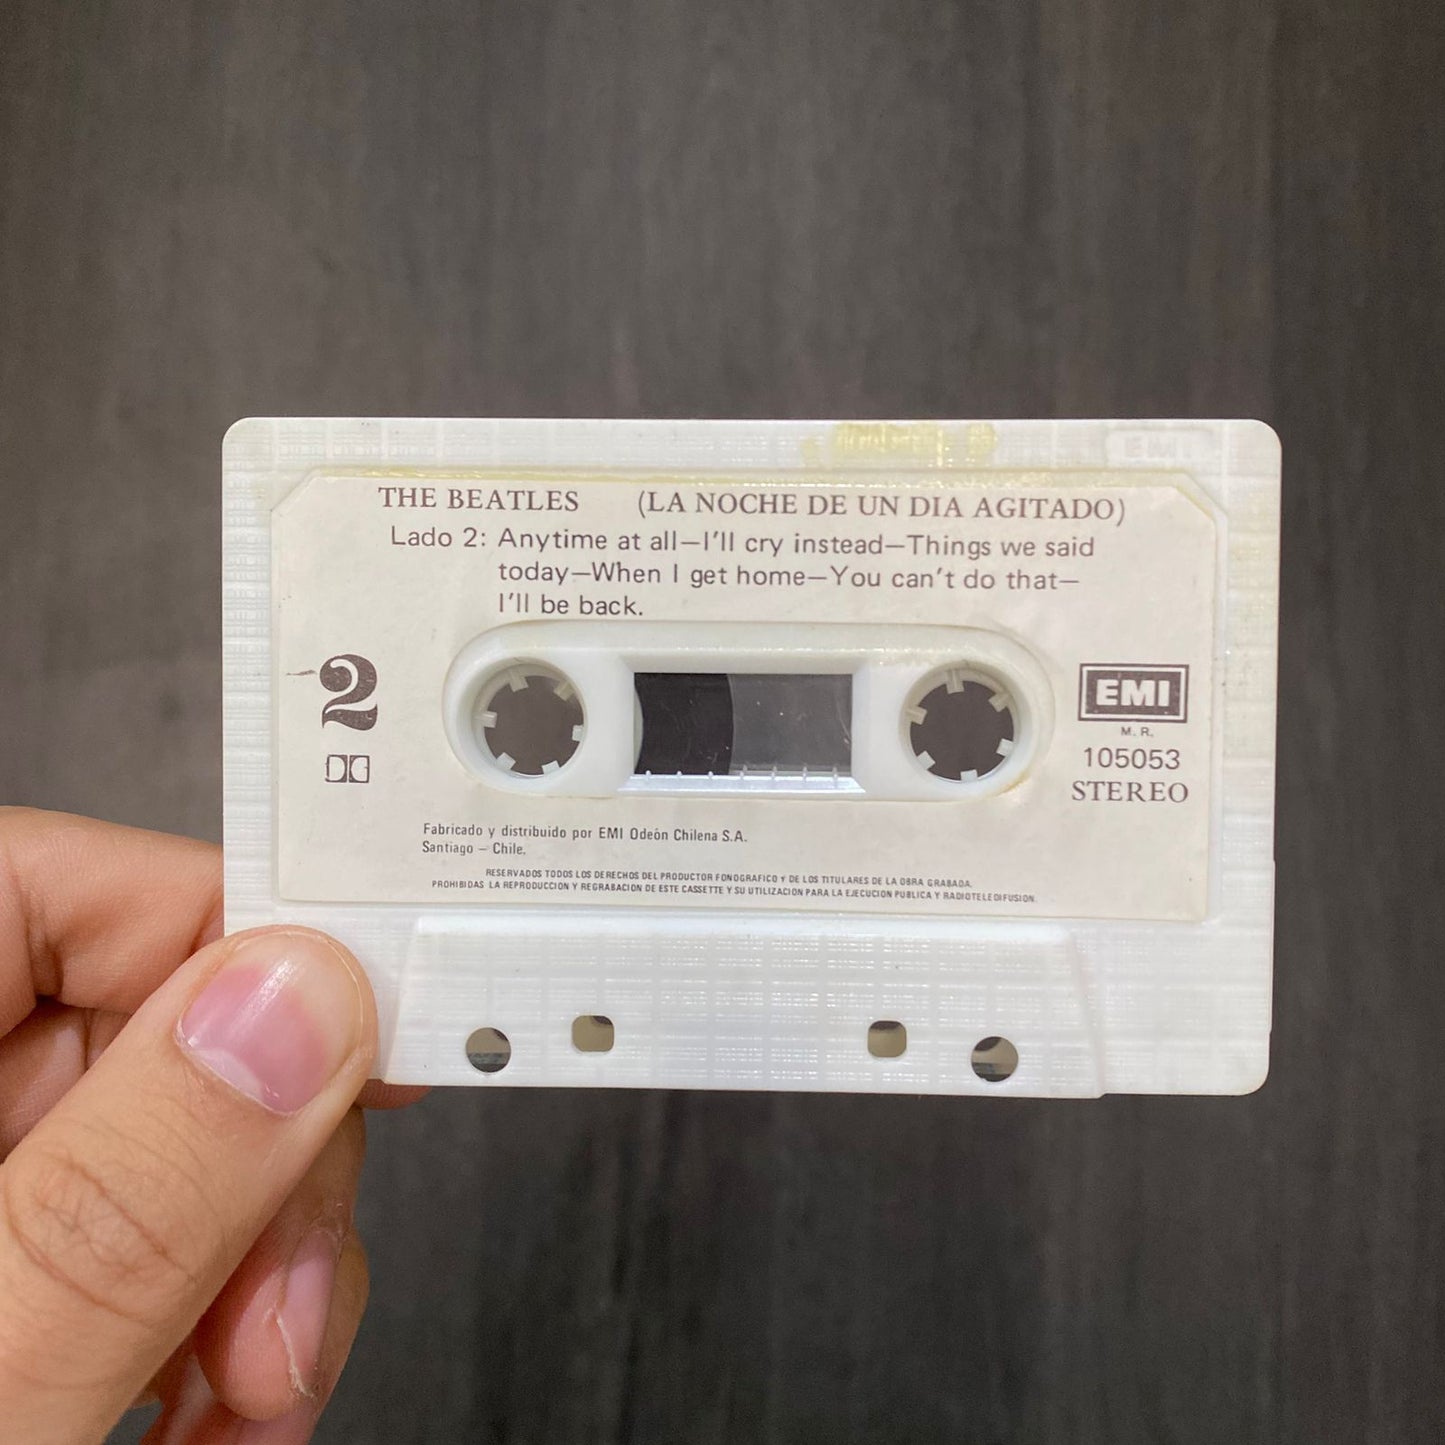 EMI
THE BEATLES (LA NOCHE DE UN DIA AGITADO)
Lado 2: Anytime at all—I'll cry instead—Things we said
today—When I get home—You can't do that—
I'll be back.
2
EMI
M. R.
105053
STEREO
Fabricado y distribuido por EMI Odeón Chilena S.A.
Santiago — Chile.
RESERVADOS TODOS LOS DERECHOS DEL PRODUCTOR FONOGRAFICO Y DE LOS TITULARES DE LA OBRA GRABADA.
PROHIBIDAS LA REPRODUCCION Y REGRABACION DE ESTE CASSETTE Y SU UTILIZACION PARA LA EJECUCION PUBLICA Y RADIOTELEDIFUSION.